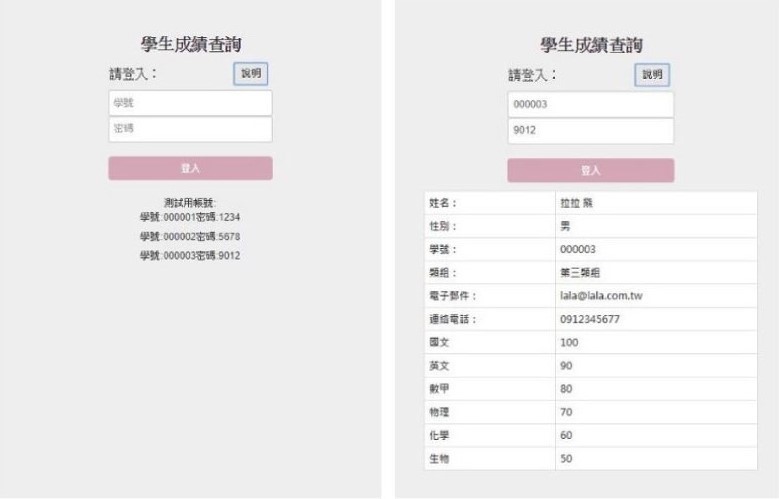 學生成績查詢
請登入：
說明
學號
密碼
登入
測試用帳號:
學號:000001密碼:1234
學號:000002密碼:5678
學號:000003密碼:9012
學生成績查詢
請登入：
說明
000003
9012
登入
姓名： 拉拉 熊
性別： 男
學號： 000003
類組： 第三類組
電子郵件： lala@lala.com.tw
連絡電話： 0912345677
國文 100
英文 90
數甲 80
物理 70
化學 60
生物 50